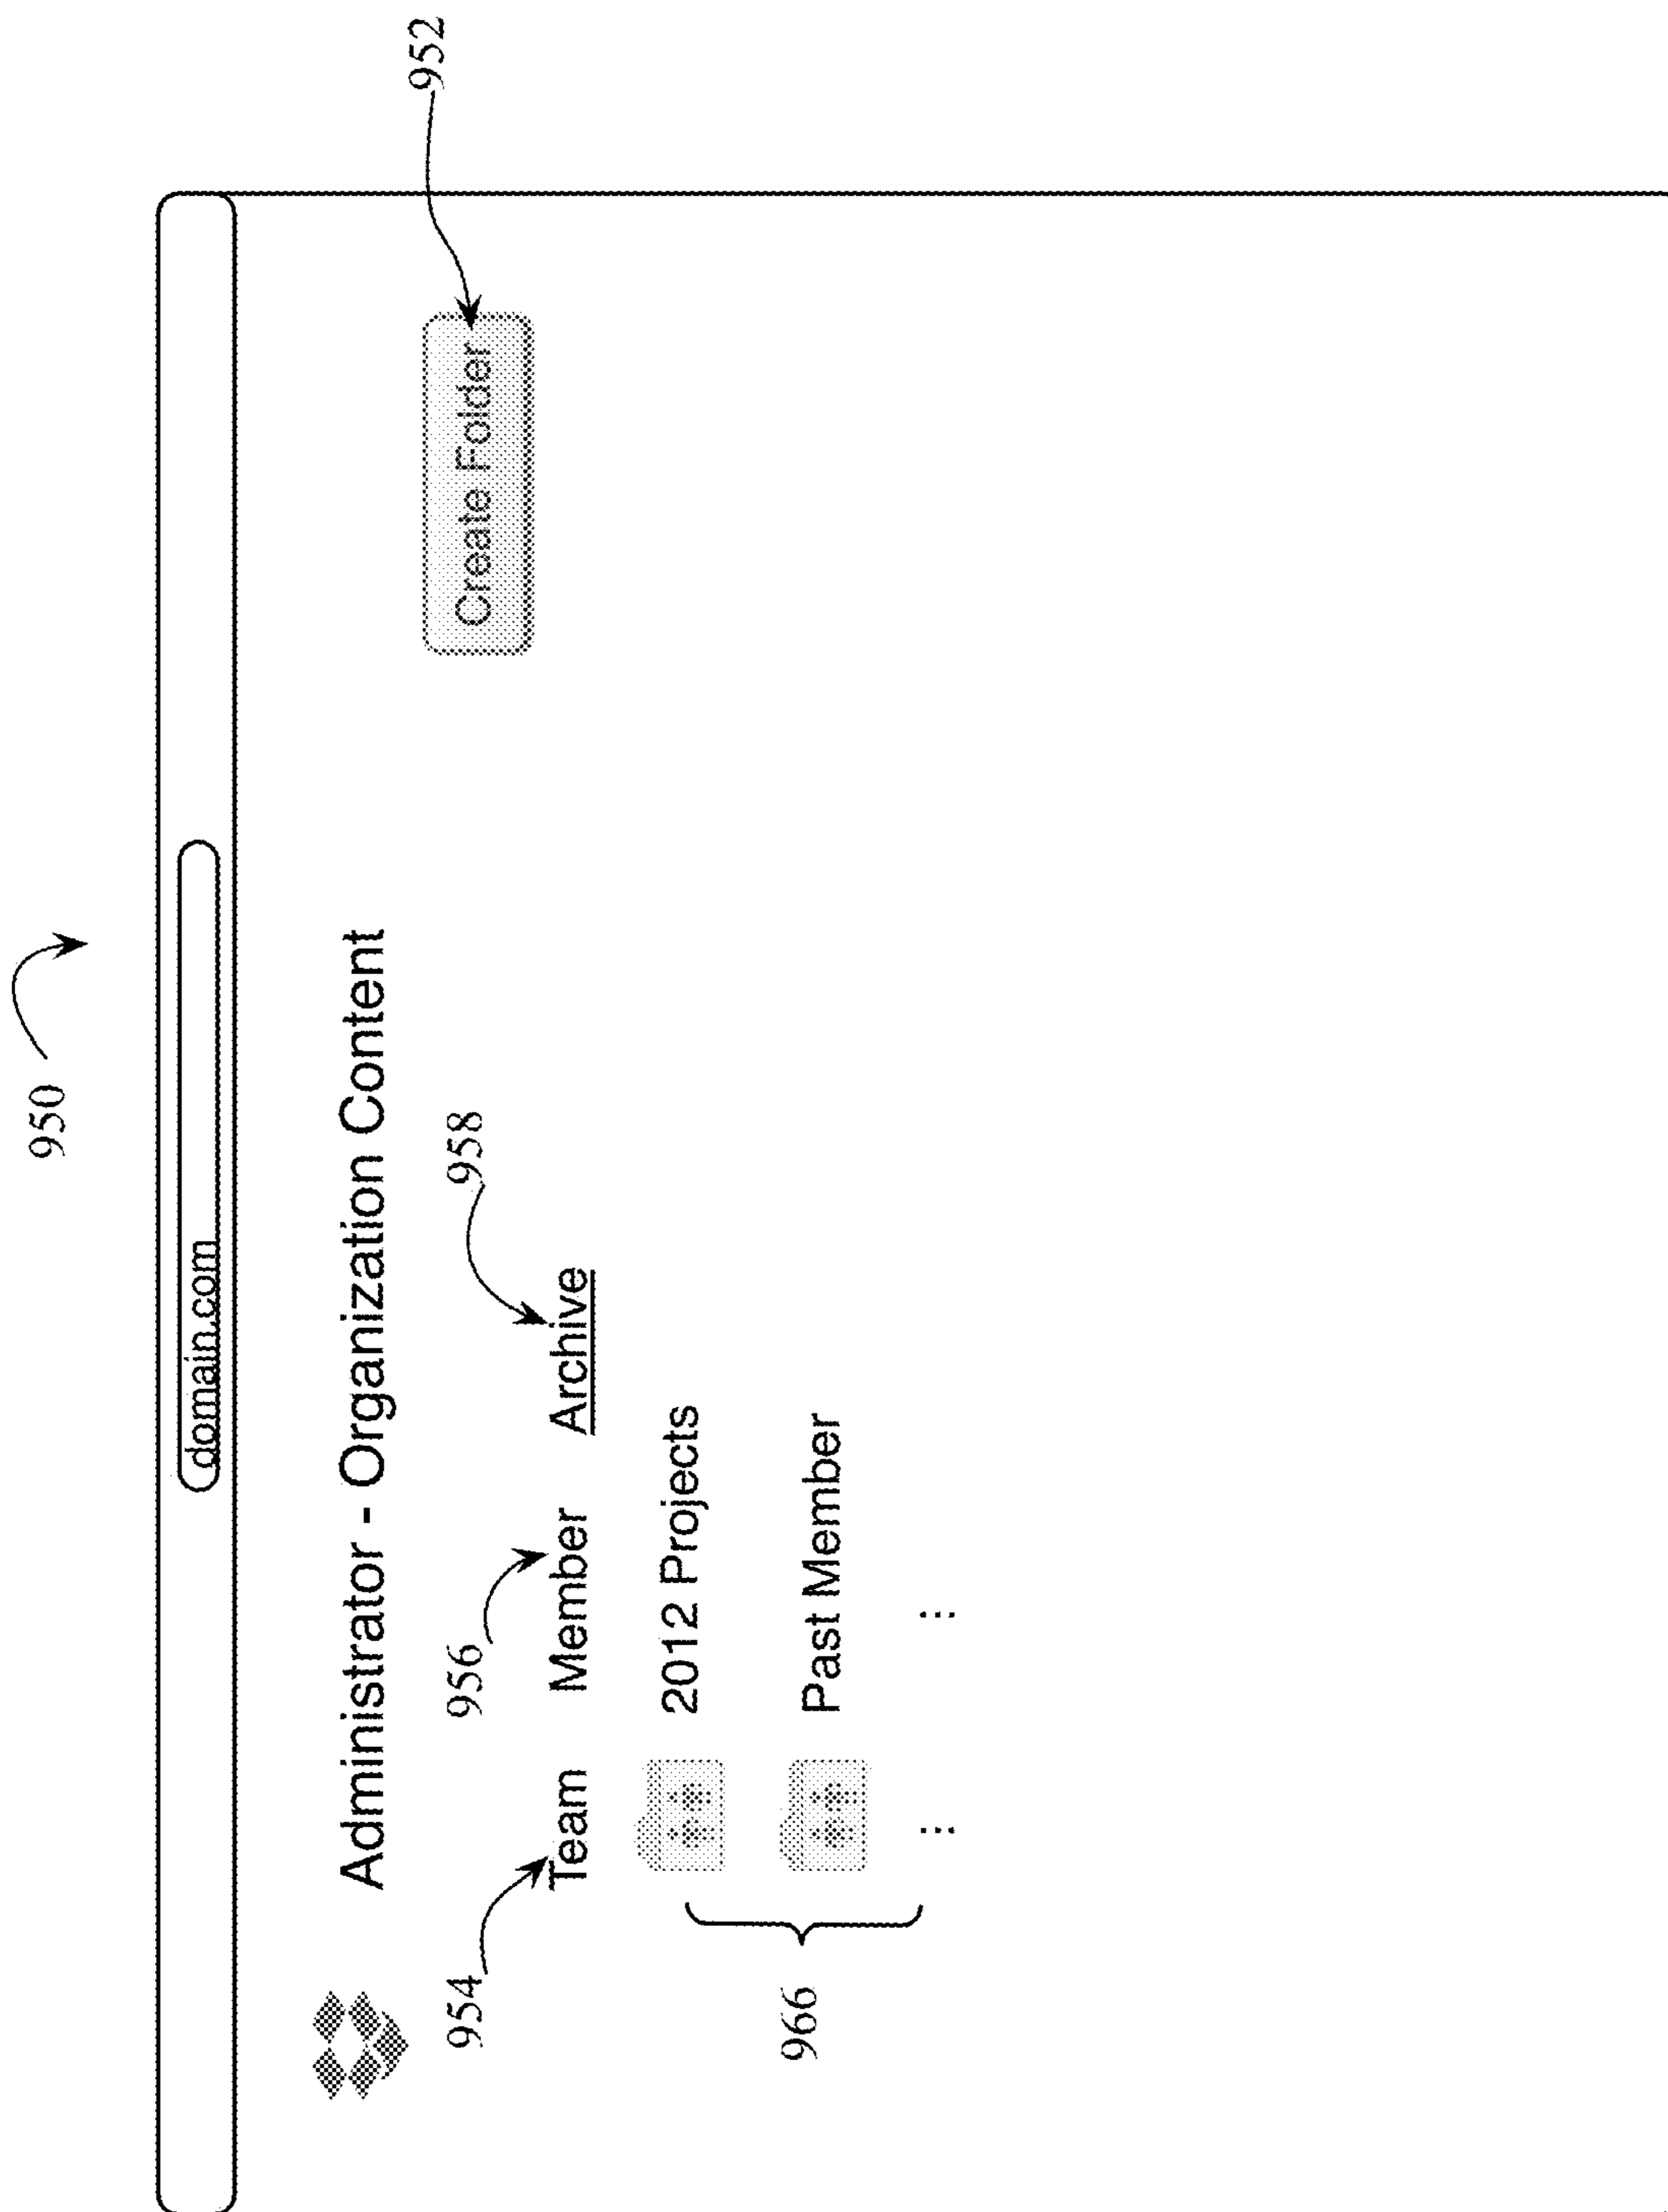 950
domain.com
Administrator - Organization Content
952
Create Folder
954
956
958
Team Member Archive
966
2012 Projects
Past Member